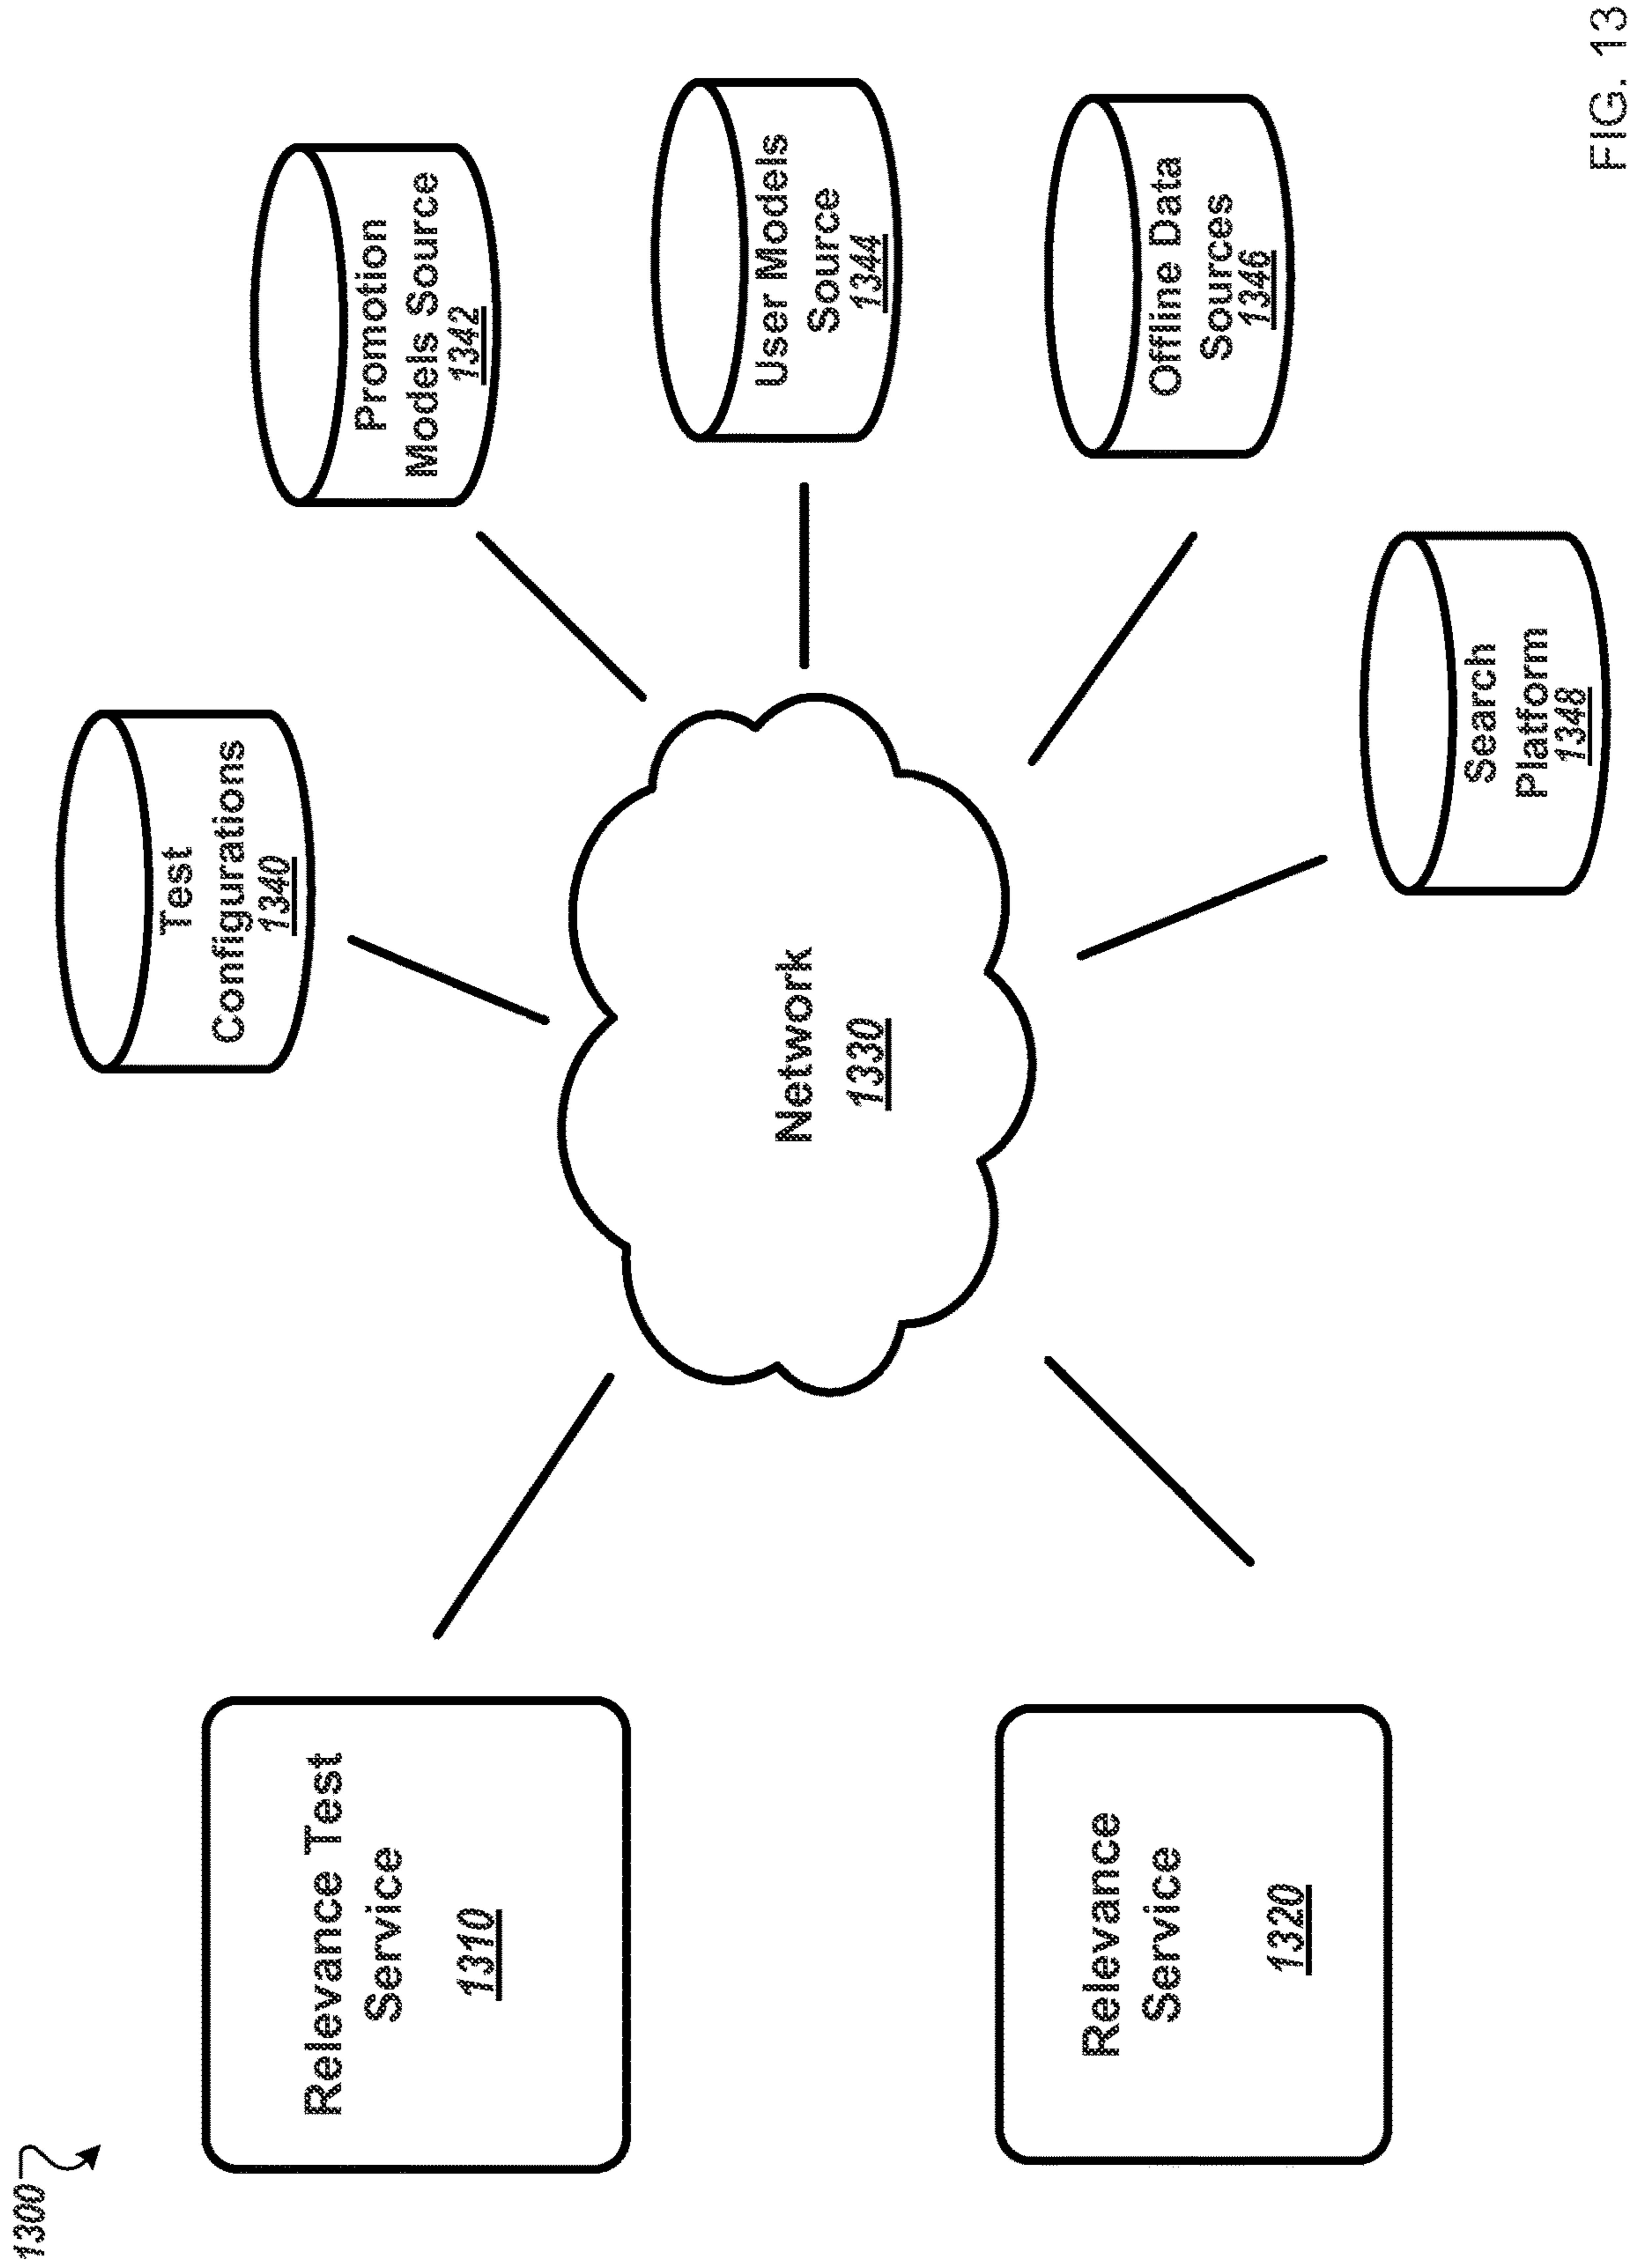 1300
Relevance Test
Service
1310
Relevance
Service
1320
Network
1330
Test
Configurations
1340
Promotion
Models Source
1342
User Models
Source
1344
Offline Data
Sources
1346
Search
Platform
1348
FIG. 13